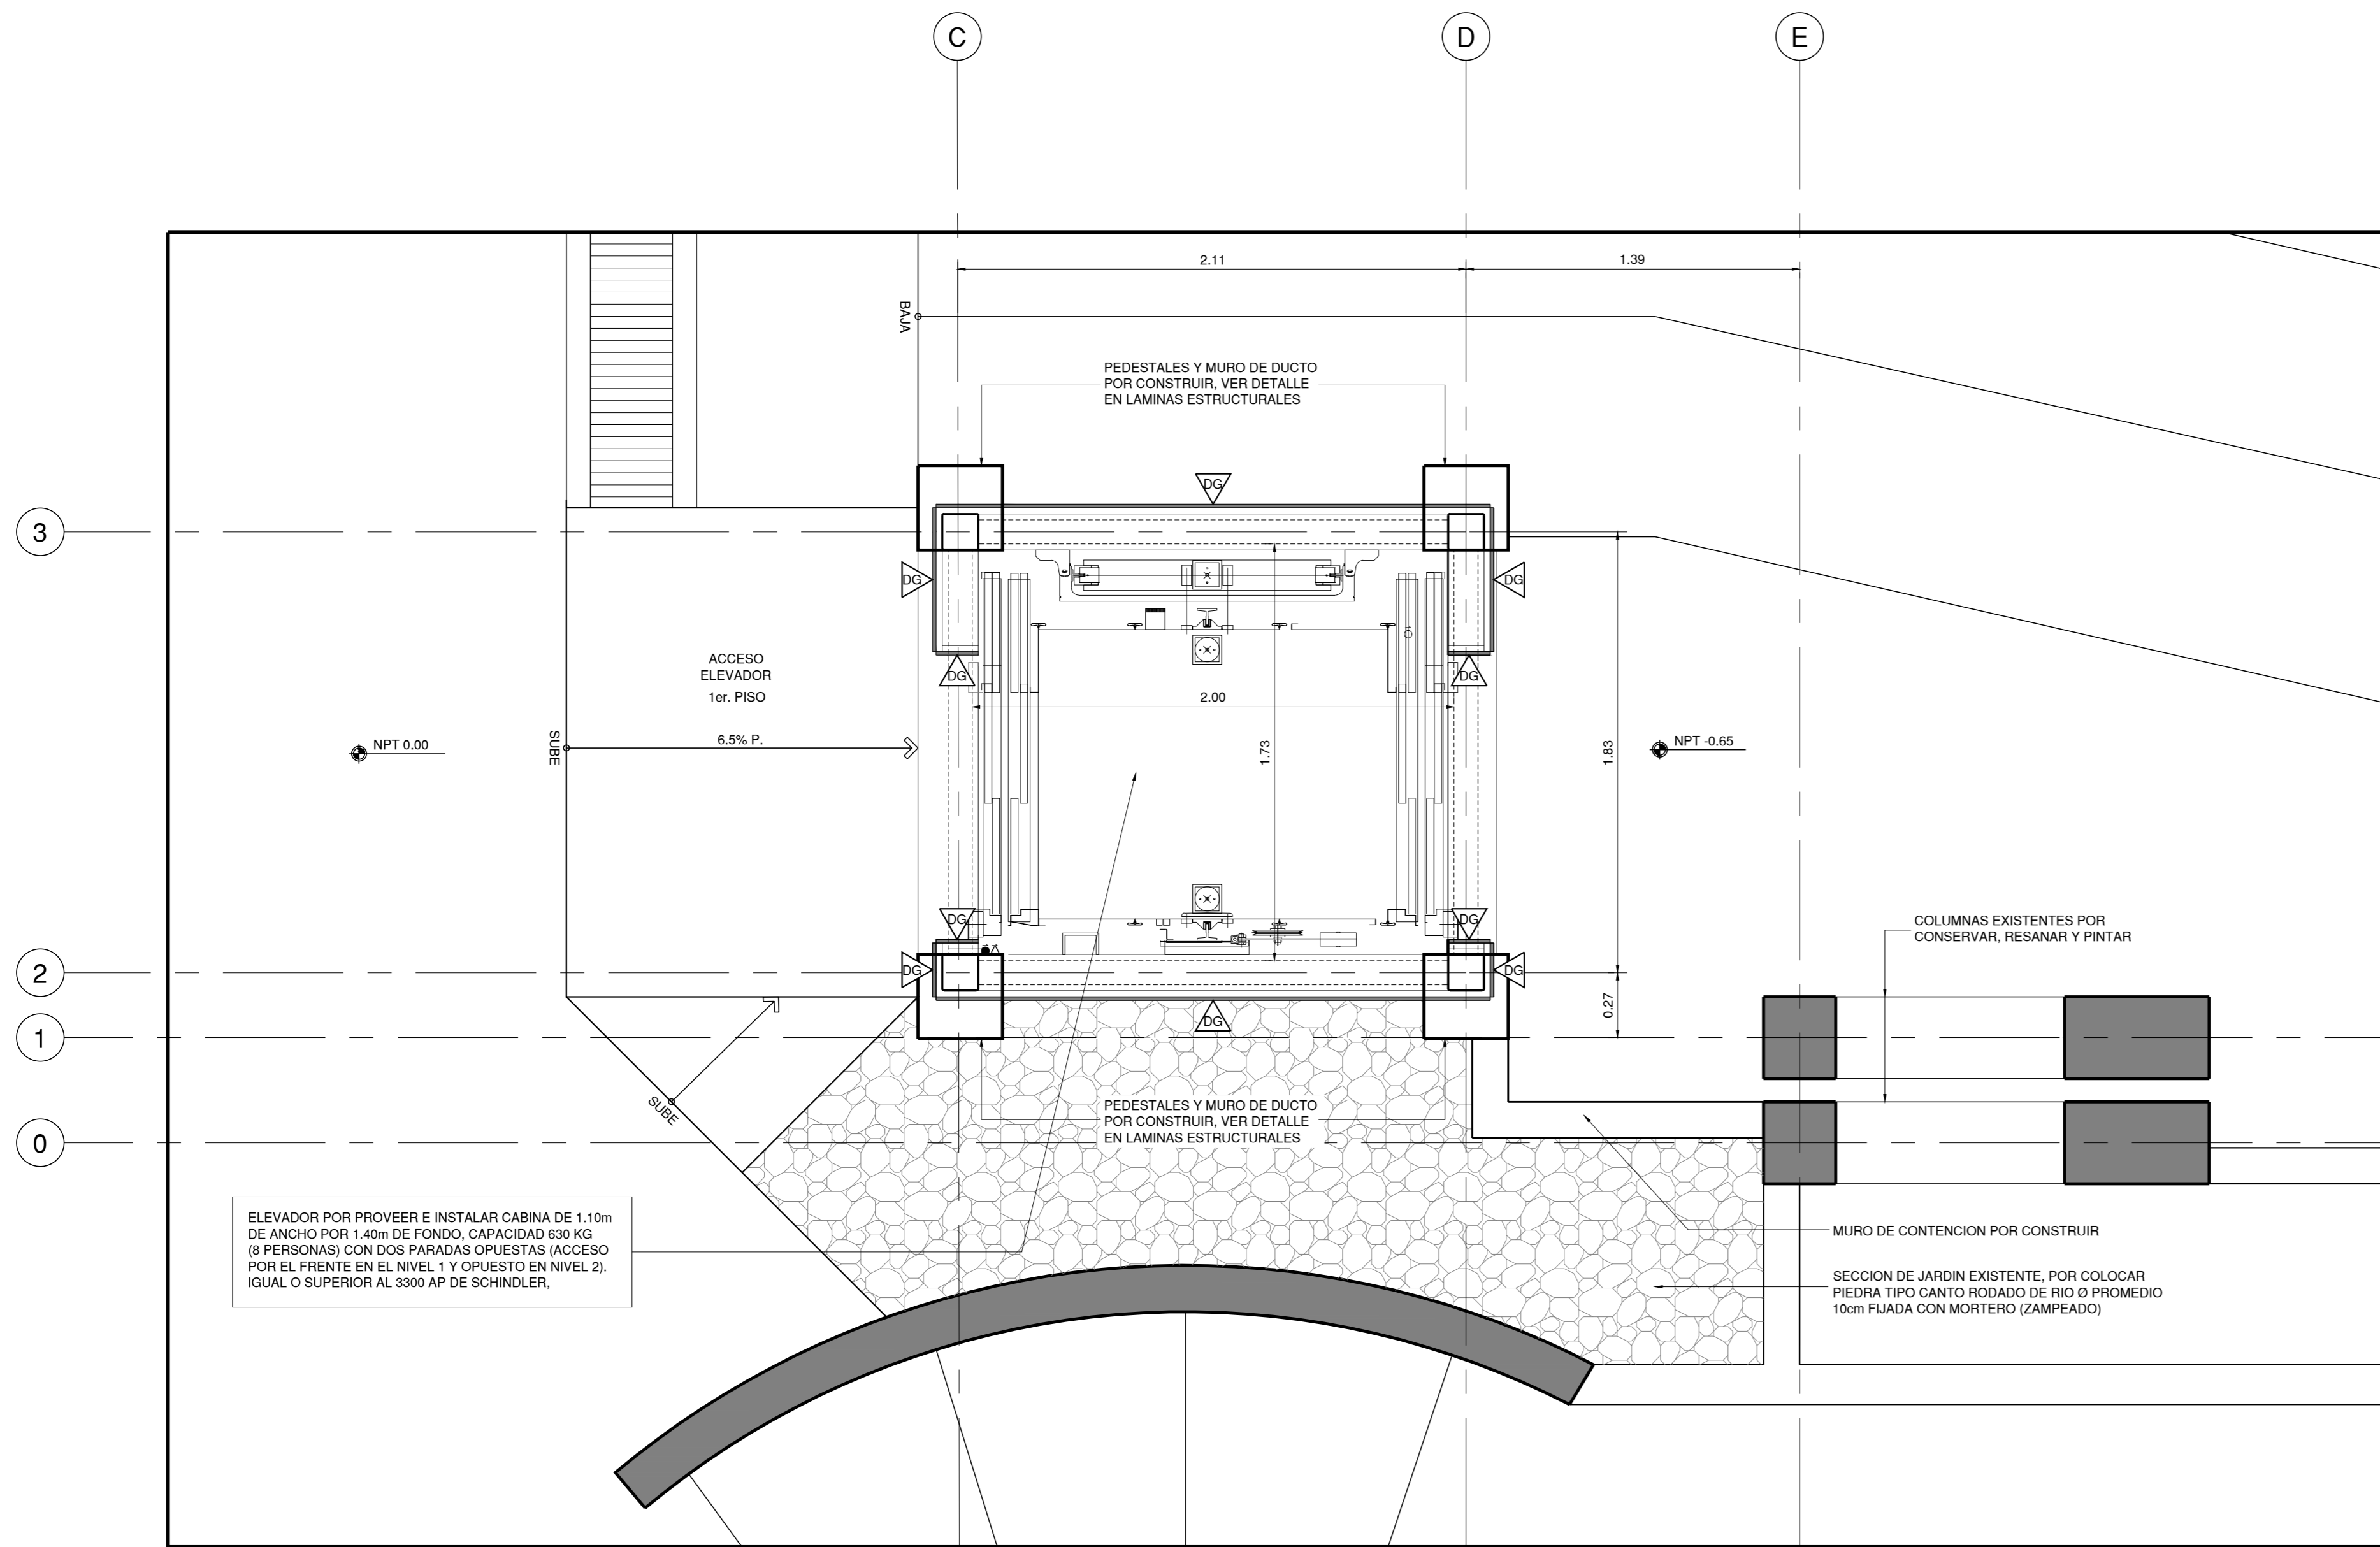 C
D
E
2.11
1.39
BAJA
PEDESTALES Y MURO DE DUCTO
POR CONSTRUIR, VER DETALLE
EN LAMINAS ESTRUCTURALES
DG
3
DG
DG
ACCESO
ELEVADOR
1er. PISO
DG
DG
2.00
SUBE
6.5% P.
NPT 0.00
1.73
1.83
NPT -0.65
DG
DG
COLUMNAS EXISTENTES POR
CONSERVAR, RESANAR Y PINTAR
2
DG
DG
0.27
DG
1
SUBE
PEDESTALES Y MURO DE DUCTO
POR CONSTRUIR, VER DETALLE
EN LAMINAS ESTRUCTURALES
0
ELEVADOR POR PROVEER E INSTALAR CABINA DE 1.10m
DE ANCHO POR 1.40m DE FONDO, CAPACIDAD 630 KG
(8 PERSONAS) CON DOS PARADAS OPUESTAS (ACCESO
POR EL FRENTE EN EL NIVEL 1 Y OPUESTO EN NIVEL 2).
IGUAL O SUPERIOR AL 3300 AP DE SCHINDLER,
MURO DE CONTENCION POR CONSTRUIR
SECCION DE JARDIN EXISTENTE, POR COLOCAR
PIEDRA TIPO CANTO RODADO DE RIO Ø PROMEDIO
10cm FIJADA CON MORTERO (ZAMPEADO)